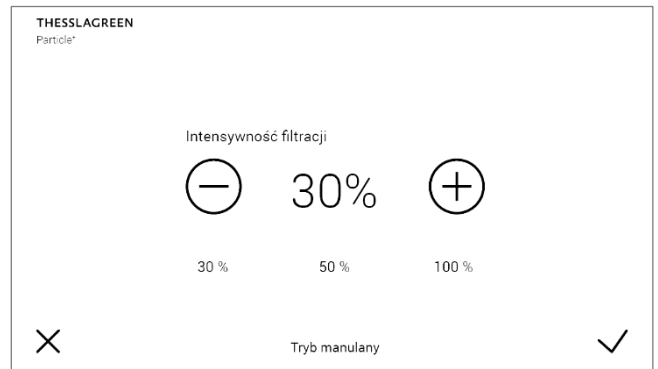 THESSLAGREEN
Particle+
Intensywność filtracji
30%
30 % 50 % 100 %
Tryb manulany